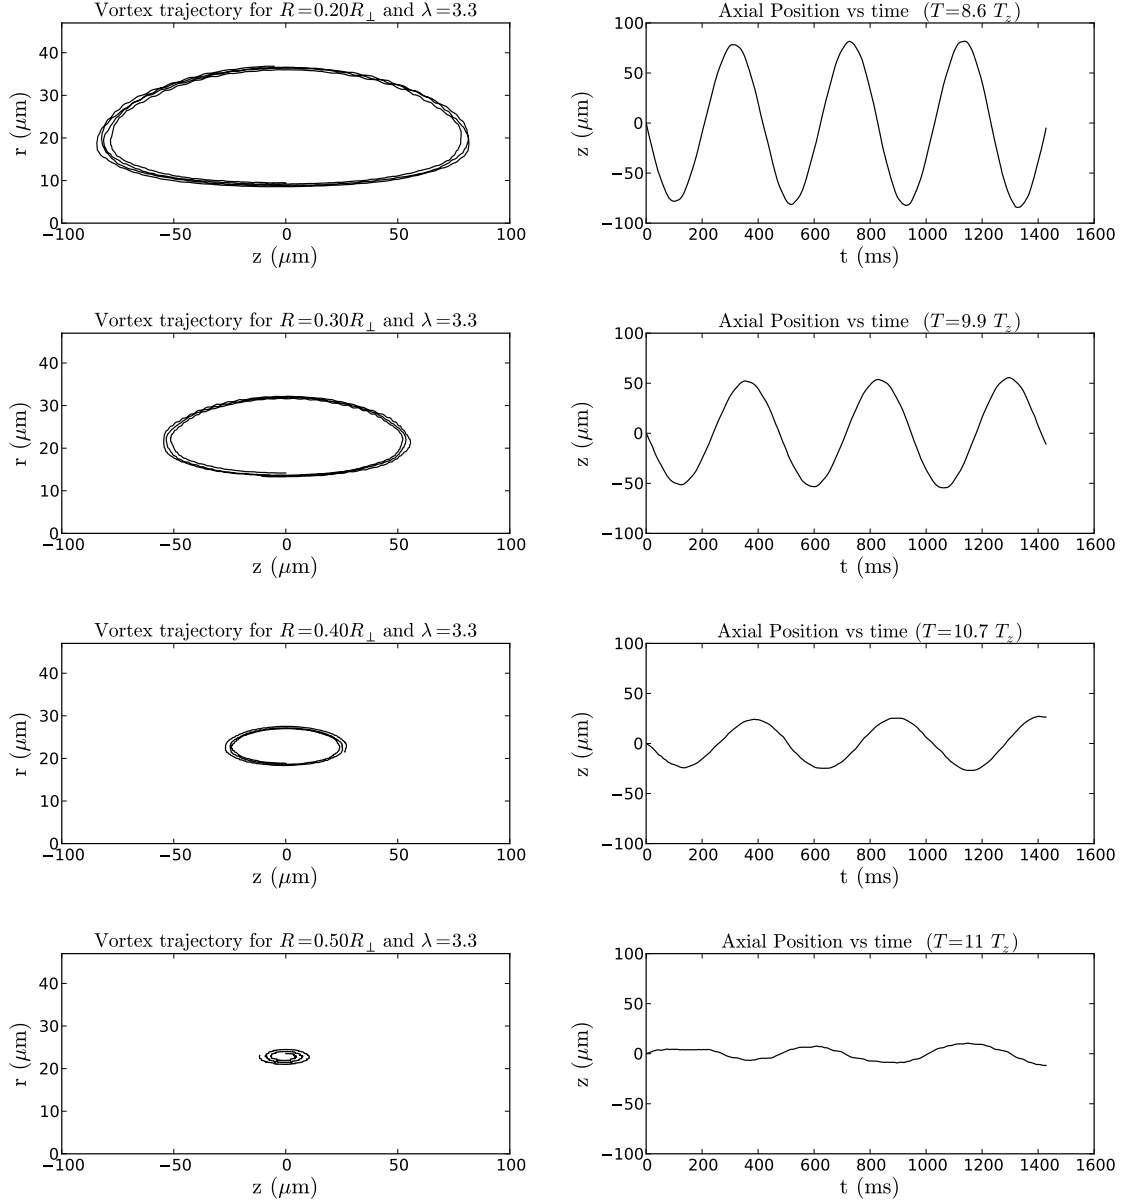 Vortex trajectory for R=0.20R⊥ and λ=3.3
40
30
20
10
0
r (μm)
−100 −50 0 50 100
z (μm)
Axial Position vs time (T=8.6 T_z)
100
50
0
−50
−100
z (μm)
0 200 400 600 800 1000 1200 1400 1600
t (ms)
Vortex trajectory for R=0.30R⊥ and λ=3.3
40
30
20
10
0
r (μm)
−100 −50 0 50 100
z (μm)
Axial Position vs time (T=9.9 T_z)
100
50
0
−50
−100
z (μm)
0 200 400 600 800 1000 1200 1400 1600
t (ms)
Vortex trajectory for R=0.40R⊥ and λ=3.3
40
30
20
10
0
r (μm)
−100 −50 0 50 100
z (μm)
Axial Position vs time (T=10.7 T_z)
100
50
0
−50
−100
z (μm)
0 200 400 600 800 1000 1200 1400 1600
t (ms)
Vortex trajectory for R=0.50R⊥ and λ=3.3
40
30
20
10
0
r (μm)
−100 −50 0 50 100
z (μm)
Axial Position vs time (T=11 T_z)
100
50
0
−50
−100
z (μm)
0 200 400 600 800 1000 1200 1400 1600
t (ms)